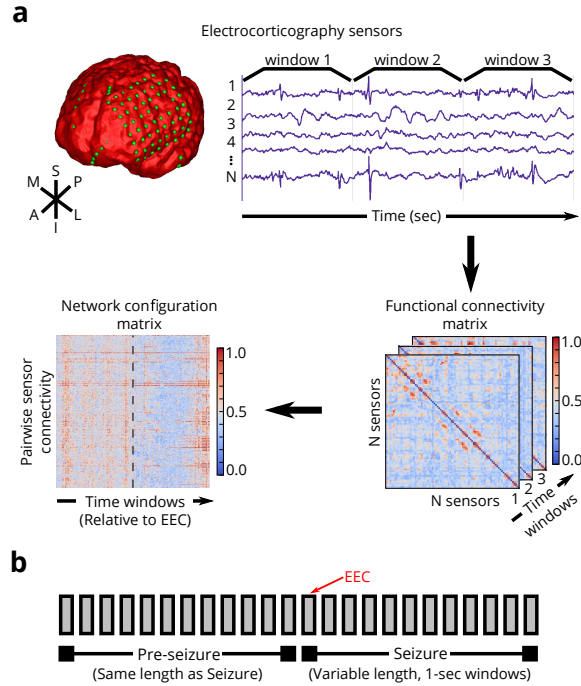 a
Electrocorticography sensors
window 1 window 2 window 3
1
2
3
4
...
N
S
M P
A L
I
Time (sec)
Network configuration
matrix
Pairwise sensor
connectivity
1.0
0.5
0.0
Time windows
(Relative to EEC)
Functional connectivity
matrix
N sensors
1.0
0.5
0.0
N sensors
1 2 3
Time
windows
b
EEC
Pre-seizure Seizure
(Same length as Seizure) (Variable length, 1-sec windows)